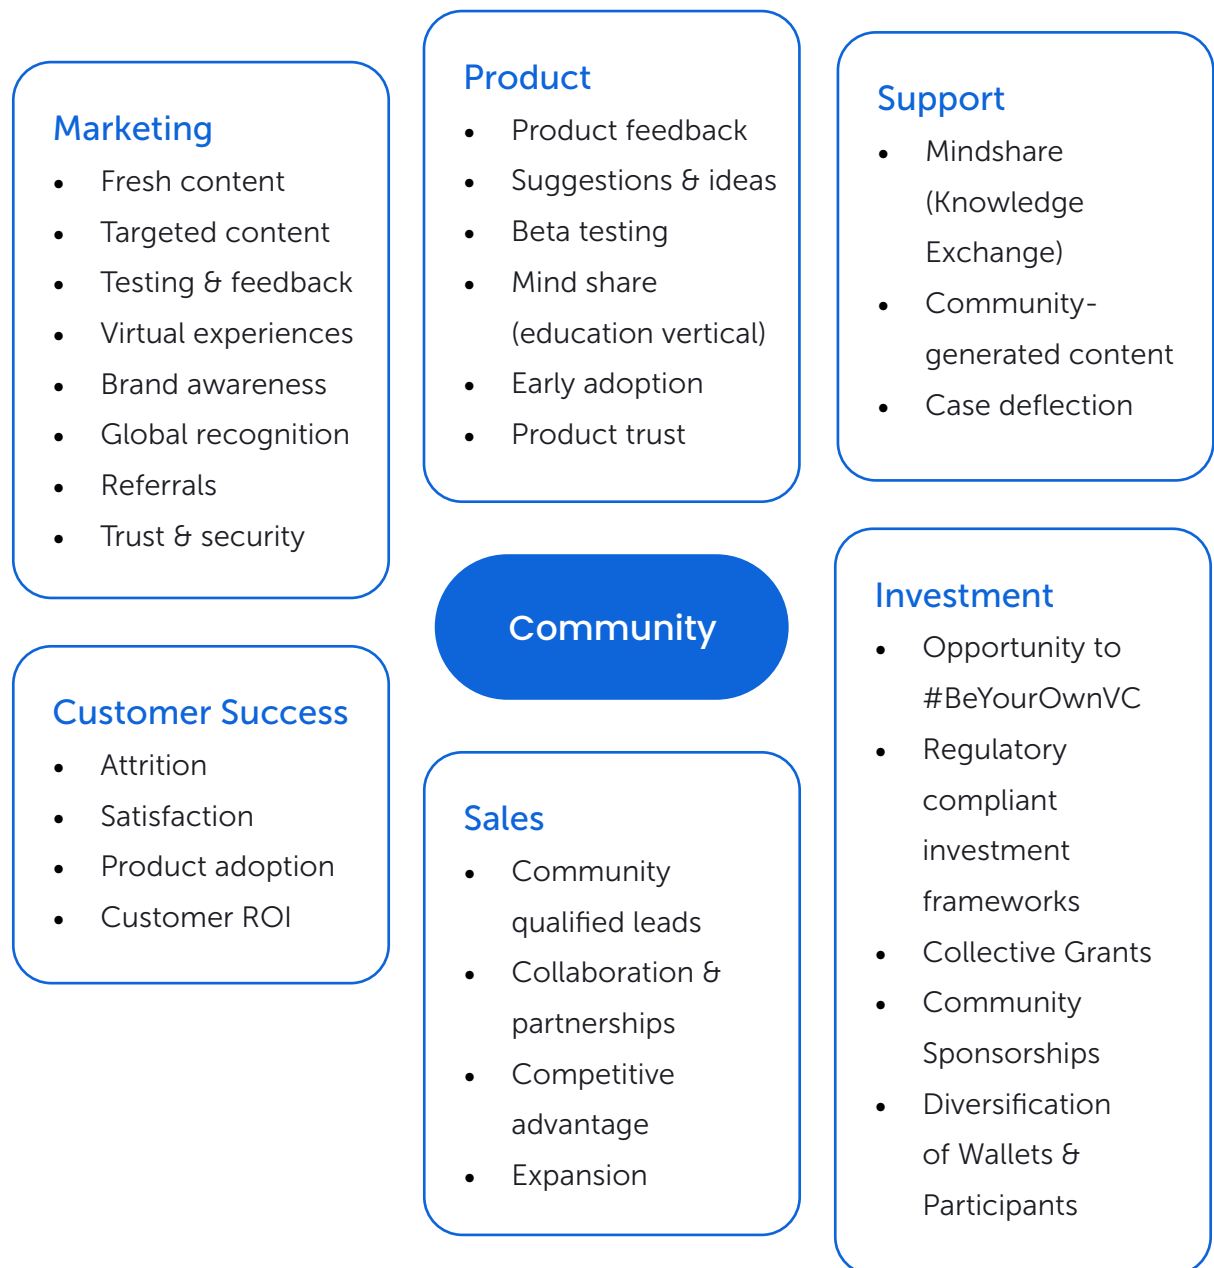 Marketing
• Fresh content
• Targeted content
• Testing & feedback
• Virtual experiences
• Brand awareness
• Global recognition
• Referrals
• Trust & security
Product
• Product feedback
• Suggestions & ideas
• Beta testing
• Mind share
(education vertical)
• Early adoption
• Product trust
Support
• Mindshare
(Knowledge
Exchange)
• Community-
generated content
• Case deflection
Community
Customer Success
• Attrition
• Satisfaction
• Product adoption
• Customer ROI
Sales
• Community
qualified leads
• Collaboration &
partnerships
• Competitive
advantage
• Expansion
Investment
• Opportunity to
#BeYourOwnVC
• Regulatory
compliant
investment
frameworks
• Collective Grants
• Community
Sponsorships
• Diversification
of Wallets &
Participants